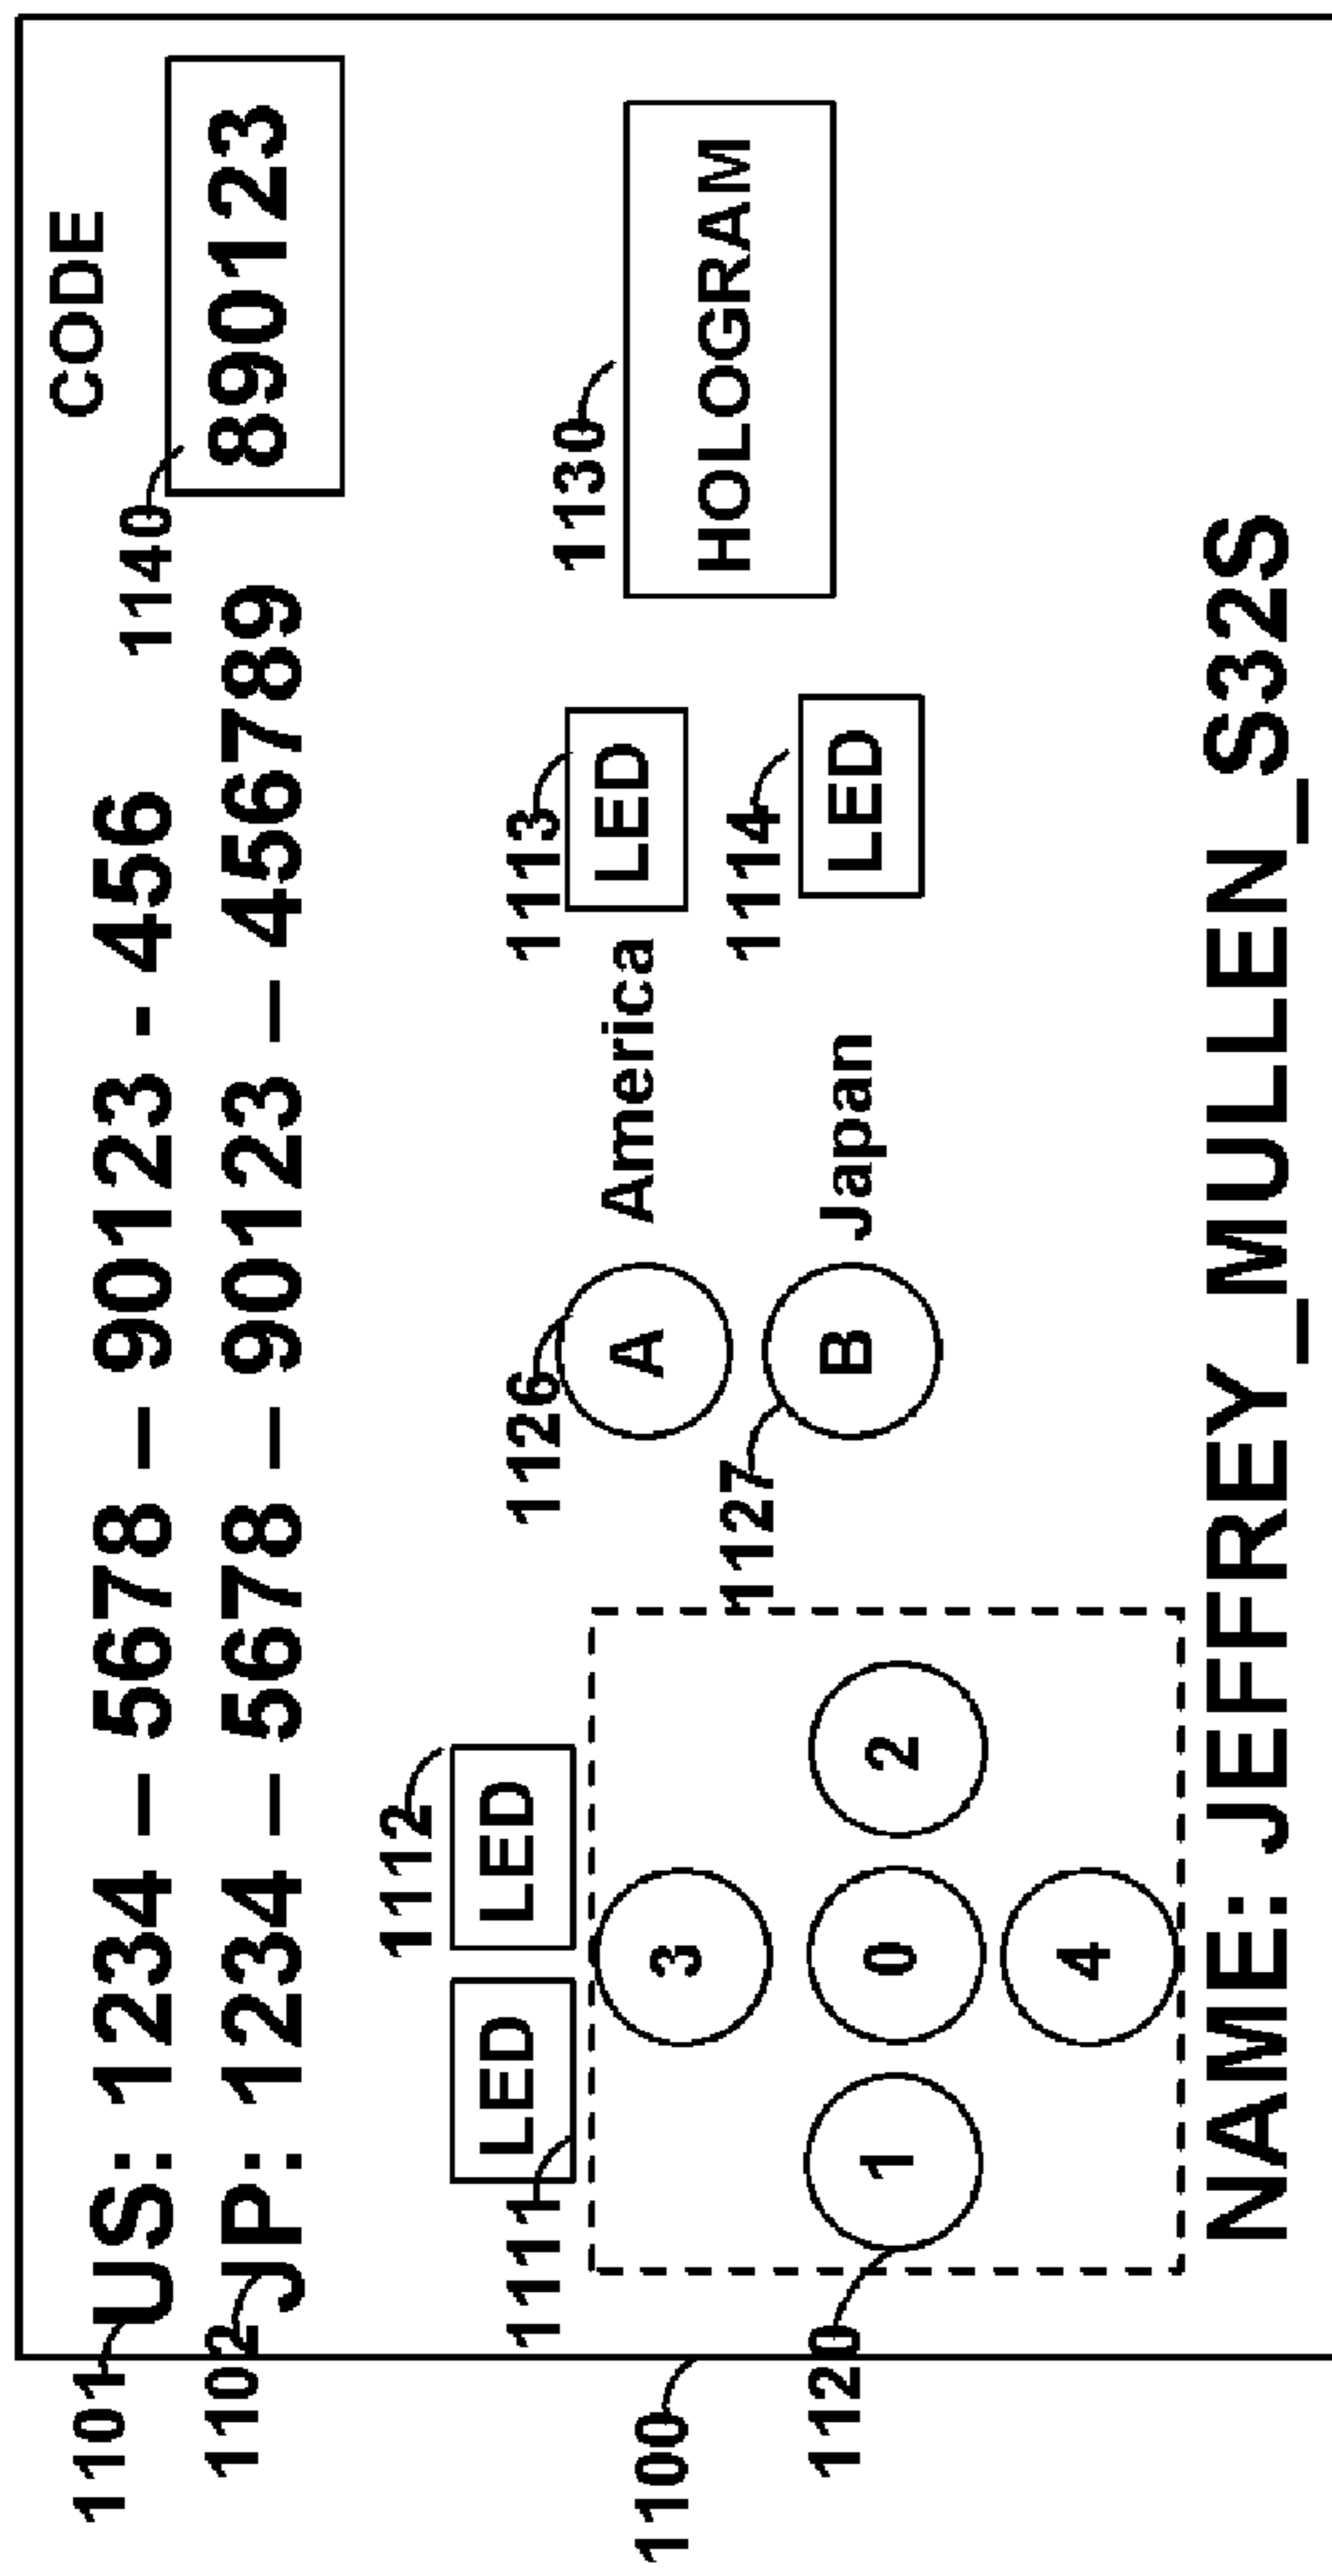 CODE
1101 US: 1234 – 5678 – 90123 - 456
1140 890123
1102 JP: 1234 – 5678 – 90123 – 456789
1112
1111 LED LED
1126 A America 1113 LED
1130 HOLOGRAM
1127 B Japan 1114 LED
1100
3
1120 1 0 2
4
NAME: JEFFREY_MULLEN_S32S